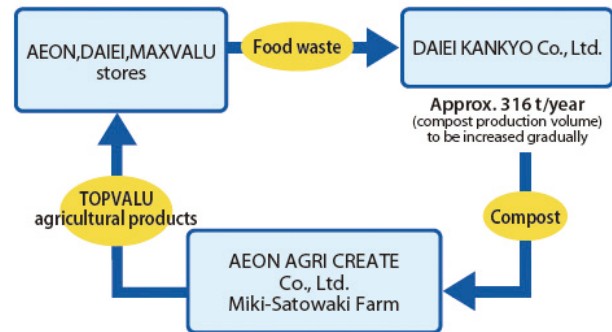 AEON,DAIEI,MAXVALU
stores
Food waste
DAIEI KANKYO Co., Ltd.
Approx. 316 t/year
(compost production volume)
to be increased gradually
TOPVALU
agricultural products
Compost
AEON AGRI CREATE
Co., Ltd.
Miki-Satowaki Farm